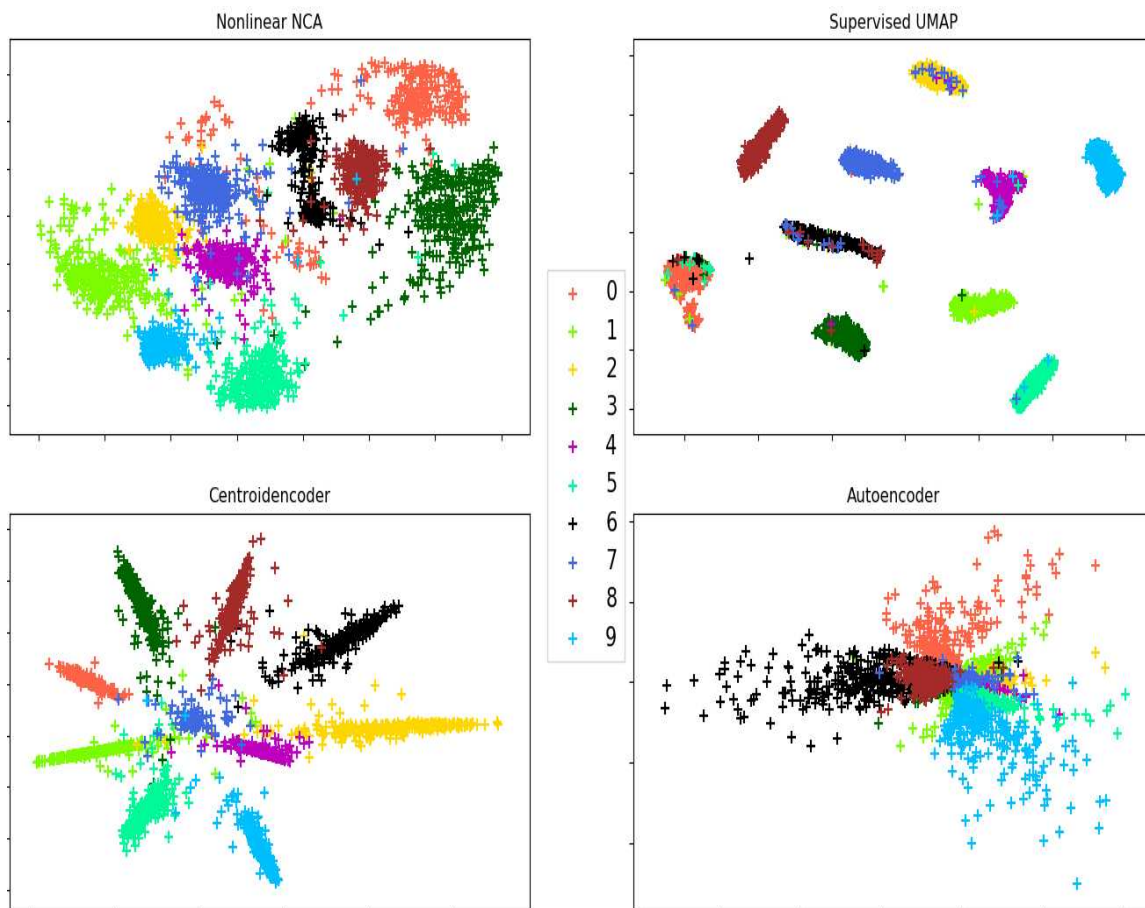 Nonlinear NCA
Supervised UMAP
0
1
2
3
4
5
6
7
8
9
Centroidencoder
Autoencoder